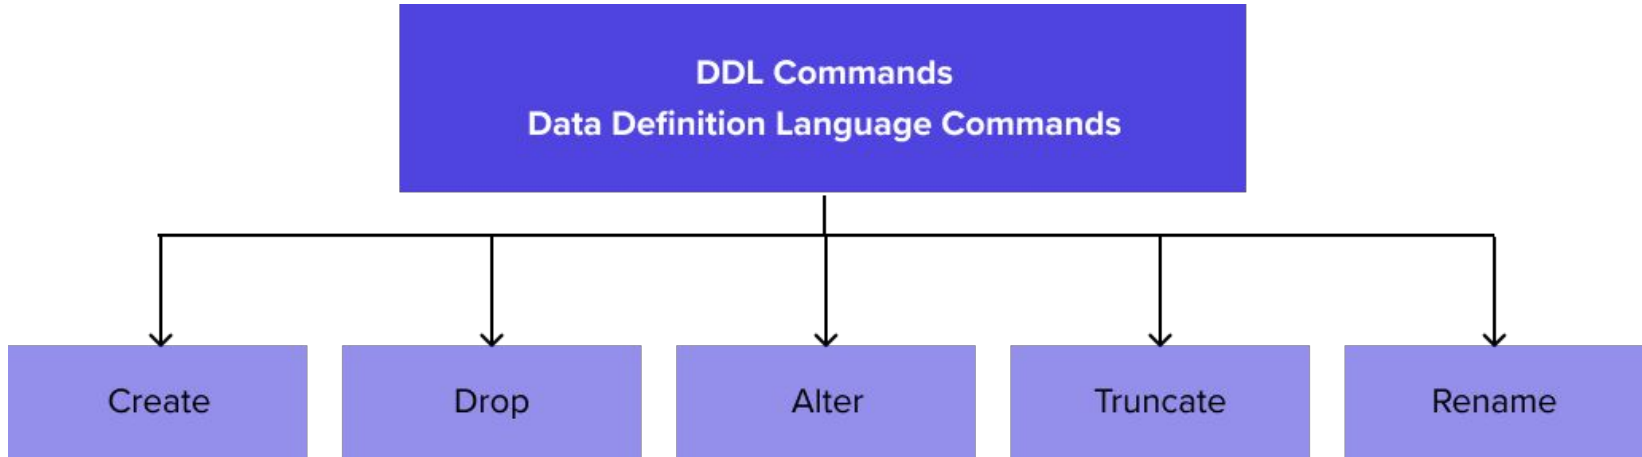 DDL Commands
Data Definition Language Commands
Create
Drop
Alter
Truncate
Rename